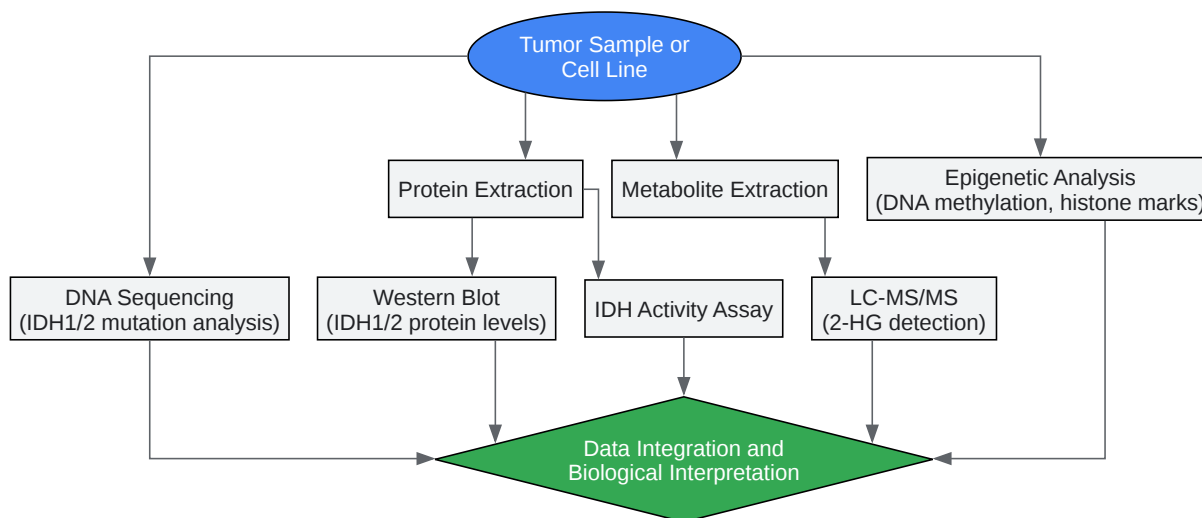 Tumor Sample or
Cell Line
Protein Extraction
Metabolite Extraction
Epigenetic Analysis
(DNA methylation, histone marks)
DNA Sequencing
(IDH1/2 mutation analysis)
Western Blot
(IDH1/2 protein levels)
IDH Activity Assay
LC-MS/MS
(2-HG detection)
Data Integration and
Biological Interpretation